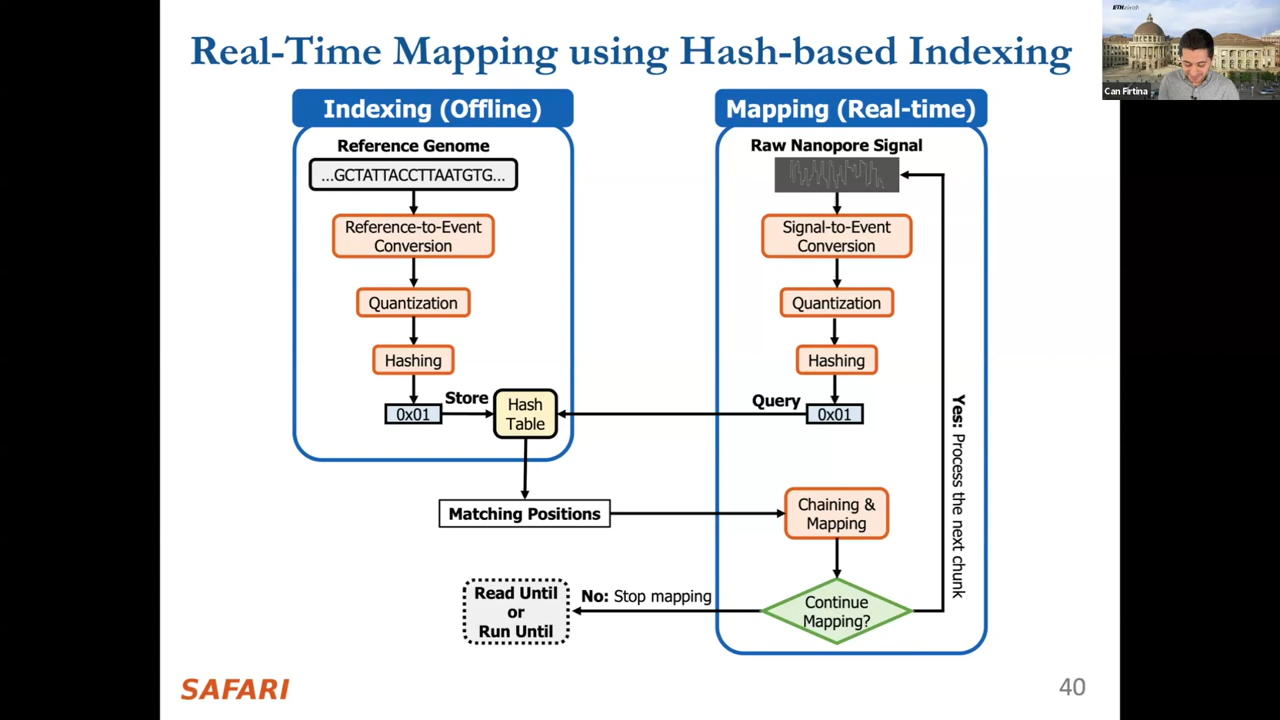 Real-Time Mapping using Hash-based Indexing
ETH zürich
Can Firtina
Indexing (Offline)
Reference Genome
...GCTATTACCTTAATGTG...
Reference-to-Event
Conversion
Quantization
Hashing
0x01
Store
Hash
Table
Mapping (Real-time)
Raw Nanopore Signal
Signal-to-Event
Conversion
Quantization
Hashing
0x01
Query
Matching Positions
Chaining &
Mapping
Continue
Mapping?
Yes: Process the next chunk
No: Stop mapping
Read Until
or
Run Until
SAFARI
40